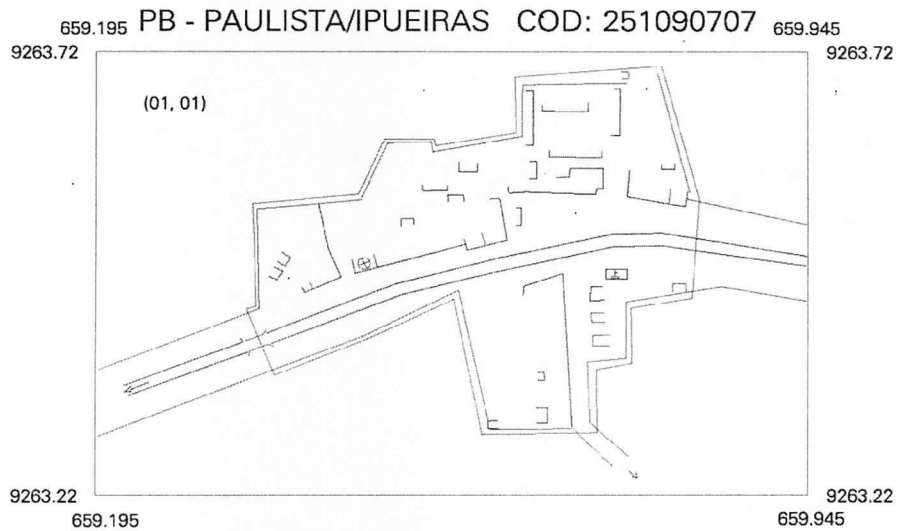 659.195 PB - PAULISTA/IPUEIRAS COD: 251090707 659.945
9263.72 9263.72
(01, 01)
9263.22 9263.22
659.195 659.945